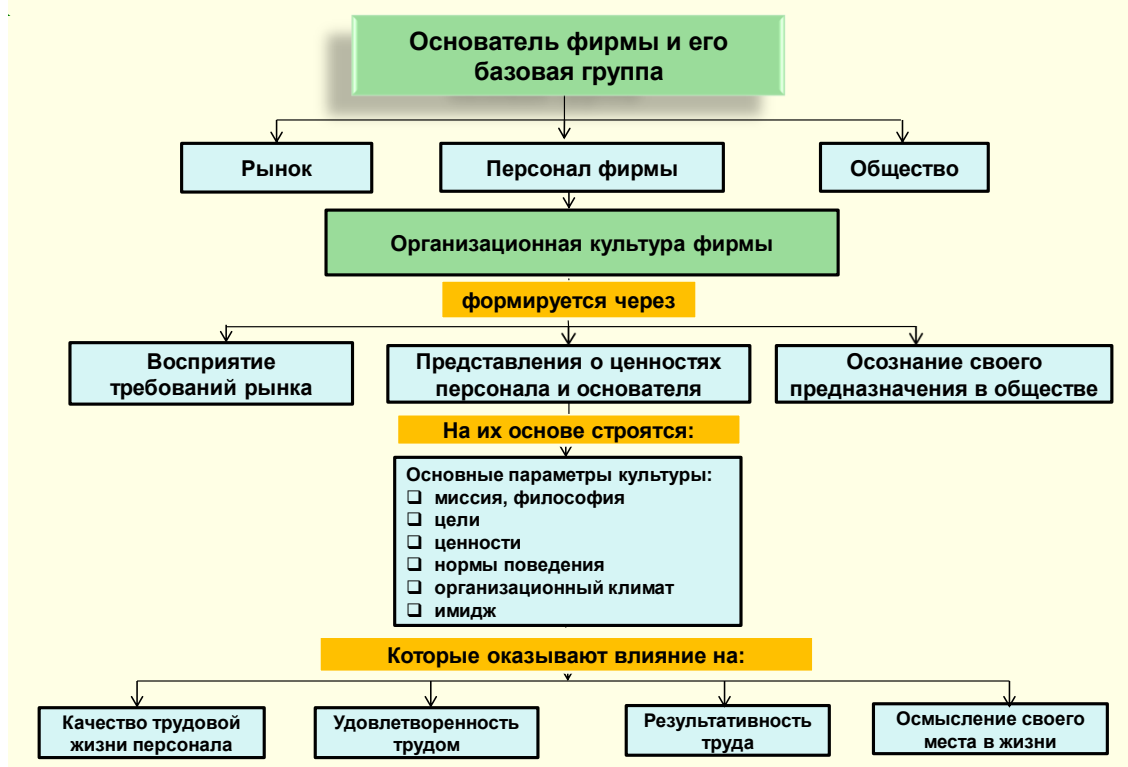 Основатель фирмы и его
базовая группа
Рынок
Персонал фирмы
Общество
Организационная культура фирмы
формируется через
Восприятие
требований рынка
Представления о ценностях
персонала и основателя
Осознание своего
предназначения в обществе
На их основе строятся:
Основные параметры культуры:
❑ миссия, философия
❑ цели
❑ ценности
❑ нормы поведения
❑ организационный климат
❑ имидж
Которые оказывают влияние на:
Качество трудовой
жизни персонала
Удовлетворенность
трудом
Результативность
труда
Осмысление своего
места в жизни